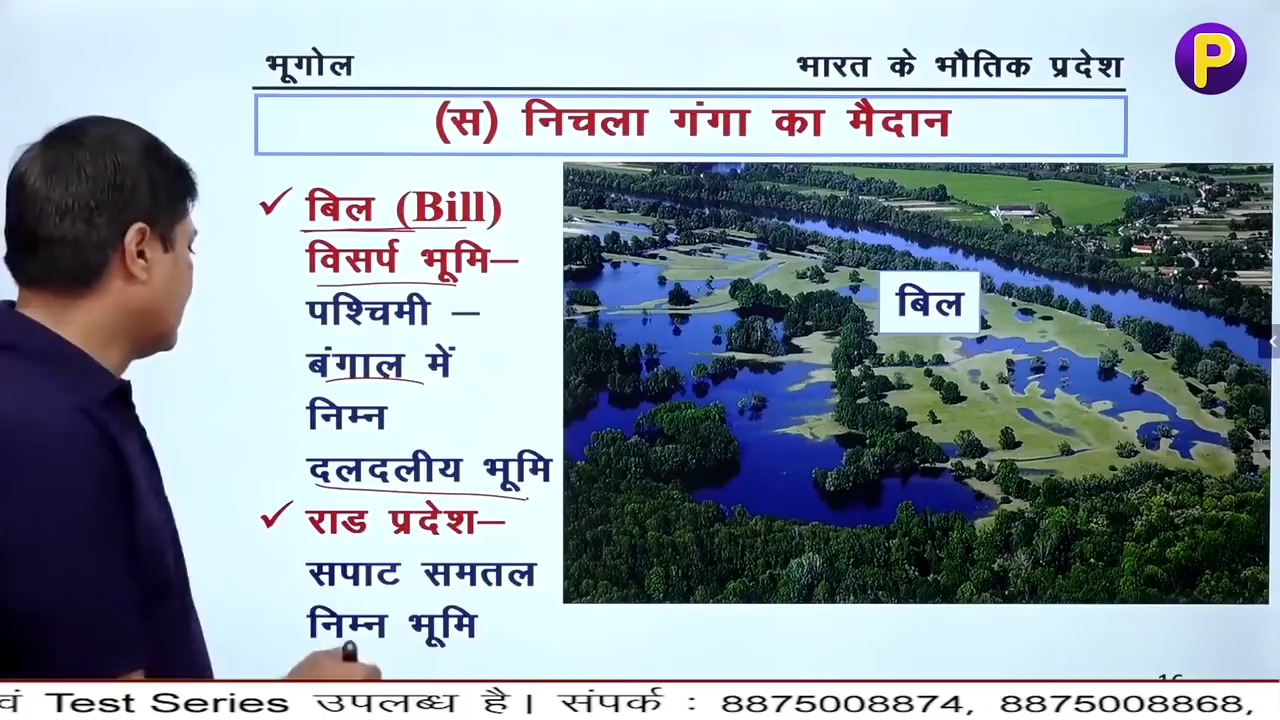 भूगोल
भारत के भौतिक प्रदेश
P
(स) निचला गंगा का मैदान
✓ बिल (Bill)
विसर्प भूमि–
पश्चिमी –
बंगाल में
निम्न
दलदलीय भूमि
✓ राड प्रदेश–
सपाट समतल
निम्न भूमि
बिल
वं Test Series उपलब्ध है। संपर्क : 8875008874, 8875008868,